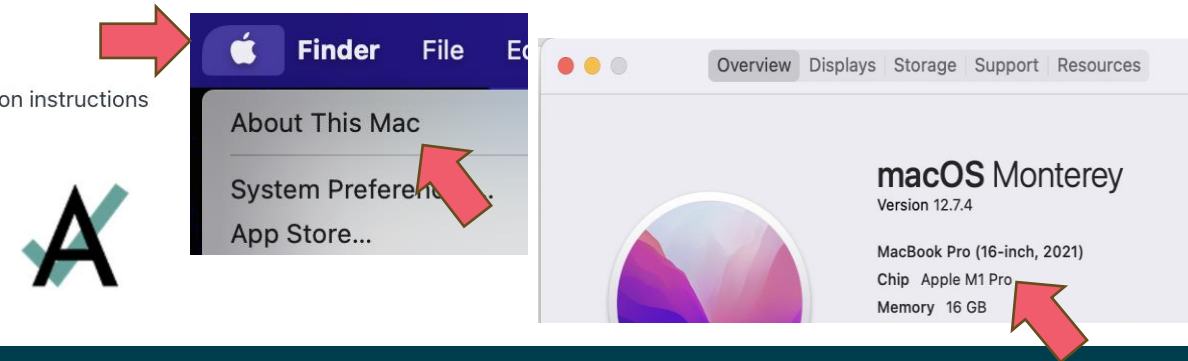 on instructions
Finder File
About This Mac
System Preferen
App Store...
Overview Displays Storage Support Resources
macOS Monterey
Version 12.7.4
MacBook Pro (16-inch, 2021)
Chip Apple M1 Pro
Memory 16 GB